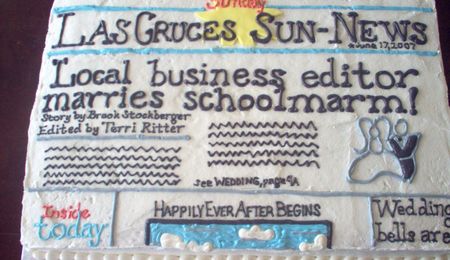 Sunday
LAS CRUCES SUN-NEWS
June 17, 2007
Local business editor
marries schoolmarm!
Story by Brook Stockberger
Edited by Terri Ritter
see WEDDING, page 4A
Inside
today
HAPPILY EVER AFTER BEGINS
Wedding
bells are